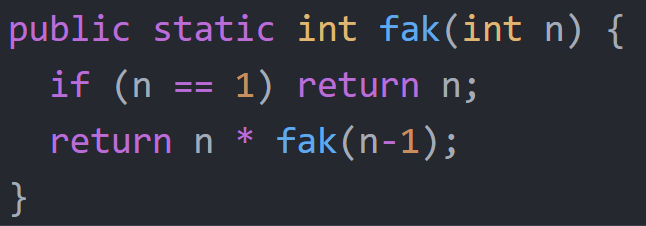 public static int fak(int n) {
  if (n == 1) return n;
  return n * fak(n-1);
}